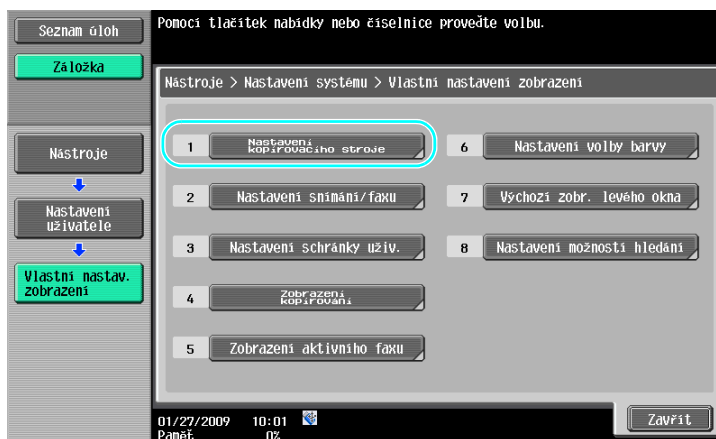 Seznam úloh
Záložka
Pomocí tlačítek nabídky nebo číselnice proveďte volbu.
Nástroje > Nastavení systému > Vlastní nastavení zobrazení
1 Nastavení
kopírovacího stroje
6 Nastavení volby barvy
2 Nastavení snímání/faxu
7 Výchozí zobr. levého okna
3 Nastavení schránky uživ.
8 Nastavení možností hledání
4 Zobrazení
kopírování
5 Zobrazení aktivního faxu
Nástroje
Nastavení
uživatele
Vlastní nastav.
zobrazení
01/27/2009 10:01
Paměť 0%
Zavřít